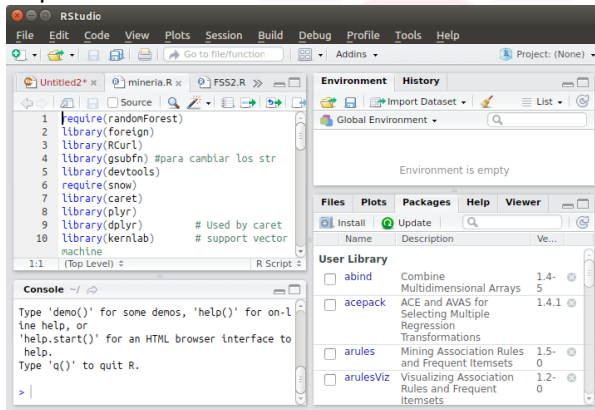 RStudio
File Edit Code View Plots Session Build Debug Profile Tools Help
Go to file/function Addins Project: (None)
Untitled2* mineria.R FSS2.R
Source
1 require(randomForest)
2 library(foreign)
3 library(RCurl)
4 library(gsubfn) #para cambiar los str
5 library(devtools)
6 require(snow)
7 library(caret)
8 library(plyr)
9 library(dplyr) # Used by caret
10 library(kernlab) # support vector
machine
1:1 (Top Level) R Script
Console ~/
Type 'demo()' for some demos, 'help()' for on-l
ine help, or
'help.start()' for an HTML browser interface to
help.
Type 'q()' to quit R.
>
Environment History
Import Dataset List
Global Environment
Environment is empty
Files Plots Packages Help Viewer
Install Update
Name Description Ve...
User Library
abind Combine 1.4-
Multidimensional Arrays 5
acepack ACE and AVAS for 1.4.1
Selecting Multiple
Regression
Transformations
arules Mining Association Rules 1.5-
and Frequent Itemsets 0
arulesViz Visualizing Association 1.2-
Rules and Frequent 0
Itemsets